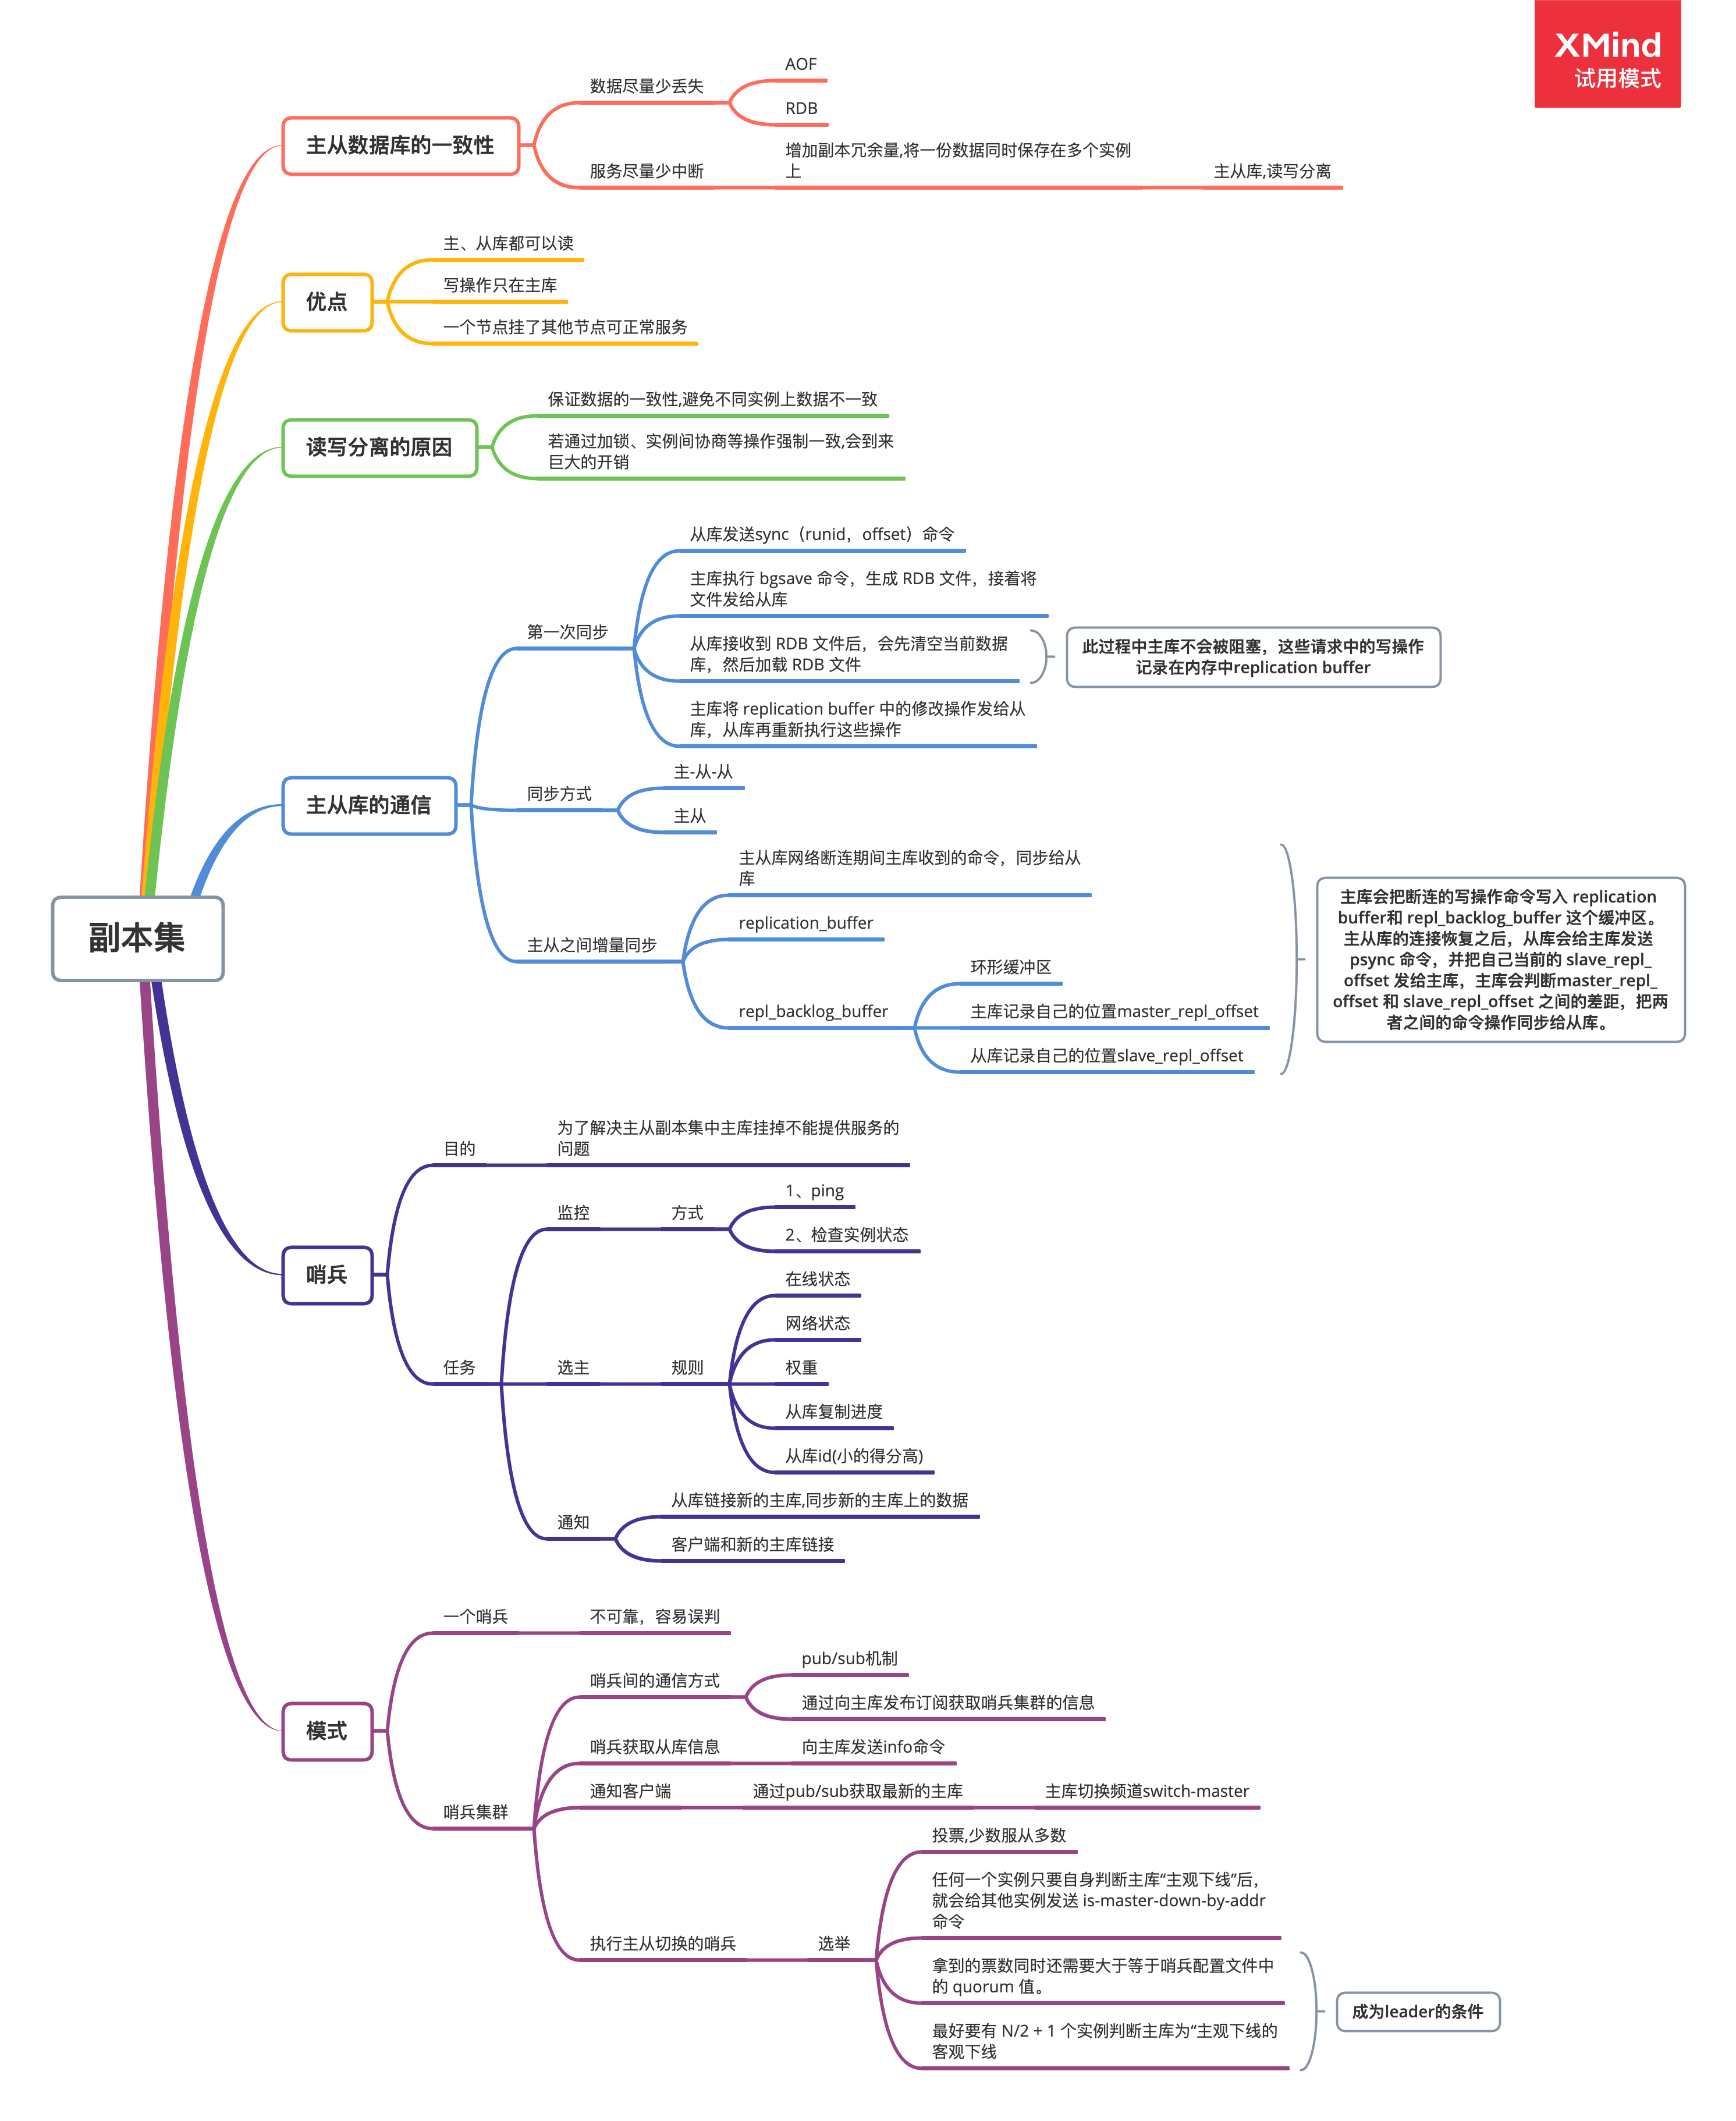 XMind
试用模式
副本集
主从数据库的一致性
数据尽量少丢失
AOF
RDB
服务尽量少中断
增加副本冗余量,将一份数据同时保存在多个实例
上
主从库,读写分离
优点
主、从库都可以读
写操作只在主库
一个节点挂了其他节点可正常服务
读写分离的原因
保证数据的一致性,避免不同实例上数据不一致
若通过加锁、实例间协商等操作强制一致,会到来
巨大的开销
主从库的通信
第一次同步
从库发送sync（runid，offset）命令
主库执行 bgsave 命令，生成 RDB 文件，接着将
文件发给从库
从库接收到 RDB 文件后，会先清空当前数据
库，然后加载 RDB 文件
此过程中主库不会被阻塞，这些请求中的写操作
记录在内存中replication buffer
主库将 replication buffer 中的修改操作发给从
库，从库再重新执行这些操作
同步方式
主-从-从
主从
主从之间增量同步
主从库网络断连期间主库收到的命令，同步给从
库
replication_buffer
repl_backlog_buffer
环形缓冲区
主库记录自己的位置master_repl_offset
从库记录自己的位置slave_repl_offset
主库会把断连的写操作命令写入 replication
buffer和 repl_backlog_buffer 这个缓冲区。
主从库的连接恢复之后，从库会给主库发送
psync 命令，并把自己当前的 slave_repl_
offset 发给主库，主库会判断master_repl_
offset 和 slave_repl_offset 之间的差距，把两
者之间的命令操作同步给从库。
哨兵
目的
为了解决主从副本集中主库挂掉不能提供服务的
问题
任务
监控
方式
1、ping
2、检查实例状态
选主
规则
在线状态
网络状态
权重
从库复制进度
从库id(小的得分高)
通知
从库链接新的主库,同步新的主库上的数据
客户端和新的主库链接
模式
一个哨兵
不可靠，容易误判
哨兵集群
哨兵间的通信方式
pub/sub机制
通过向主库发布订阅获取哨兵集群的信息
哨兵获取从库信息
向主库发送info命令
通知客户端
通过pub/sub获取最新的主库
主库切换频道switch-master
执行主从切换的哨兵
选举
投票,少数服从多数
任何一个实例只要自身判断主库“主观下线”后，
就会给其他实例发送 is-master-down-by-addr
命令
拿到的票数同时还需要大于等于哨兵配置文件中
的 quorum 值。
最好要有 N/2 + 1 个实例判断主库为“主观下线的
客观下线
成为leader的条件